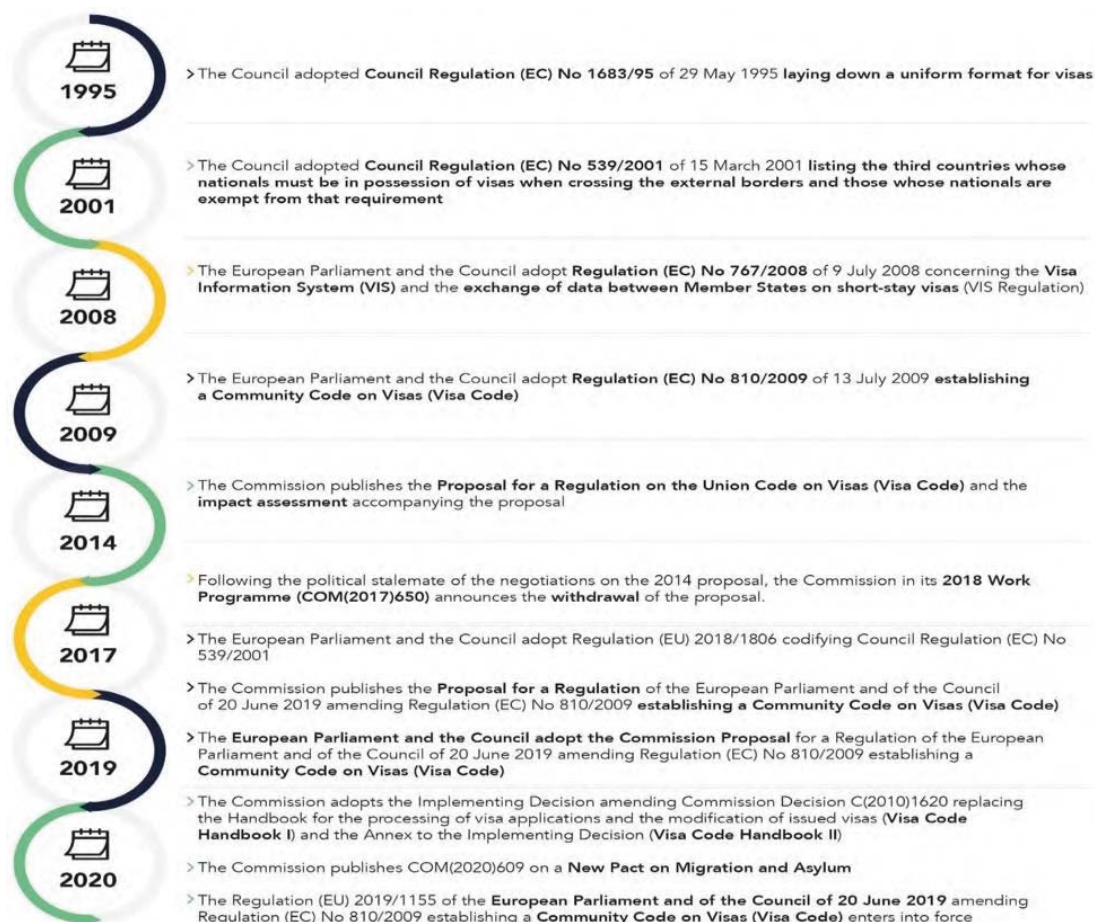 1995
> The Council adopted Council Regulation (EC) No 1683/95 of 29 May 1995 laying down a uniform format for visas
2001
> The Council adopted Council Regulation (EC) No 539/2001 of 15 March 2001 listing the third countries whose
nationals must be in possession of visas when crossing the external borders and those whose nationals are
exempt from that requirement
2008
> The European Parliament and the Council adopt Regulation (EC) No 767/2008 of 9 July 2008 concerning the Visa
Information System (VIS) and the exchange of data between Member States on short-stay visas (VIS Regulation)
2009
> The European Parliament and the Council adopt Regulation (EC) No 810/2009 of 13 July 2009 establishing
a Community Code on Visas (Visa Code)
2014
> The Commission publishes the Proposal for a Regulation on the Union Code on Visas (Visa Code) and the
impact assessment accompanying the proposal
2017
> Following the political stalemate of the negotiations on the 2014 proposal, the Commission in its 2018 Work
Programme (COM(2017)650) announces the withdrawal of the proposal.
> The European Parliament and the Council adopt Regulation (EU) 2018/1806 codifying Council Regulation (EC) No
539/2001
2019
> The Commission publishes the Proposal for a Regulation of the European Parliament and of the Council
of 20 June 2019 amending Regulation (EC) No 810/2009 establishing a Community Code on Visas (Visa Code)
> The European Parliament and the Council adopt the Commission Proposal for a Regulation of the European
Parliament and of the Council of 20 June 2019 amending Regulation (EC) No 810/2009 establishing a
Community Code on Visas (Visa Code)
2020
> The Commission adopts the Implementing Decision amending Commission Decision C(2010)1620 replacing
the Handbook for the processing of visa applications and the modification of issued visas (Visa Code
Handbook I) and the Annex to the Implementing Decision (Visa Code Handbook II)
> The Commission publishes COM(2020)609 on a New Pact on Migration and Asylum
> The Regulation (EU) 2019/1155 of the European Parliament and of the Council of 20 June 2019 amending
Regulation (EC) No 810/2009 establishing a Community Code on Visas (Visa Code) enters into force